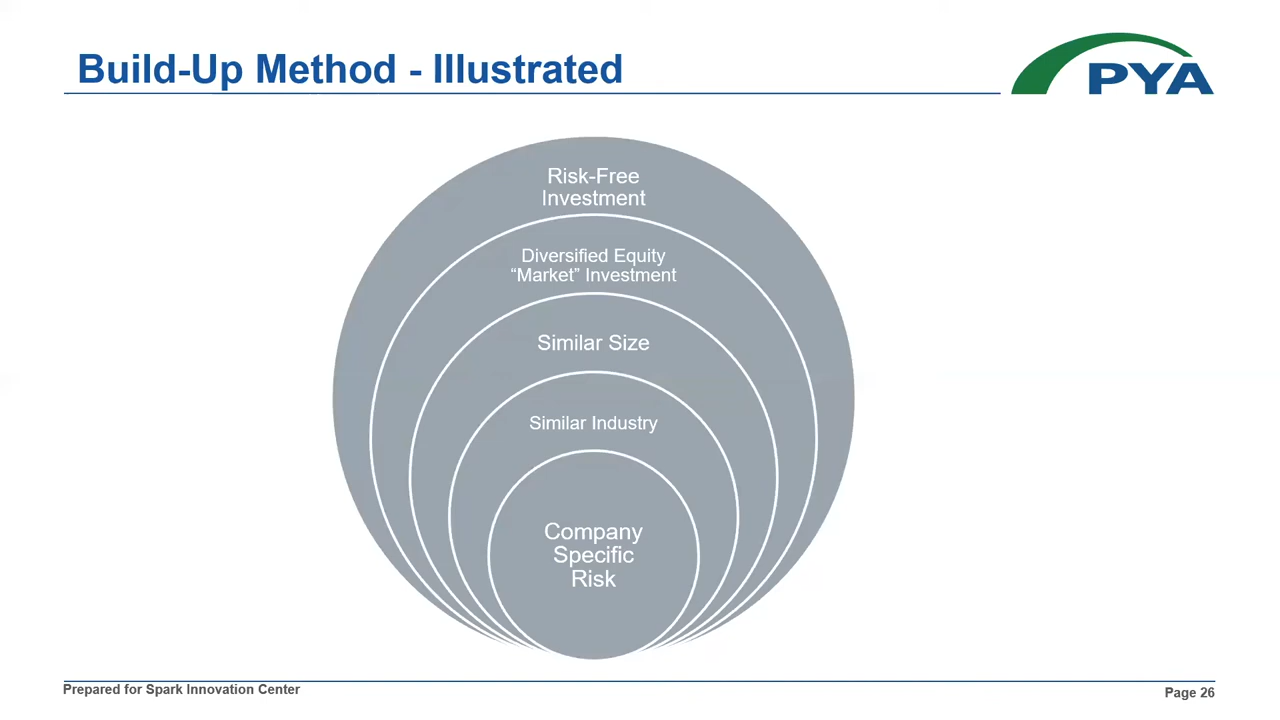 Build-Up Method - Illustrated
PYA
Risk-Free
Investment
Diversified Equity
“Market” Investment
Similar Size
Similar Industry
Company
Specific
Risk
Prepared for Spark Innovation Center
Page 26